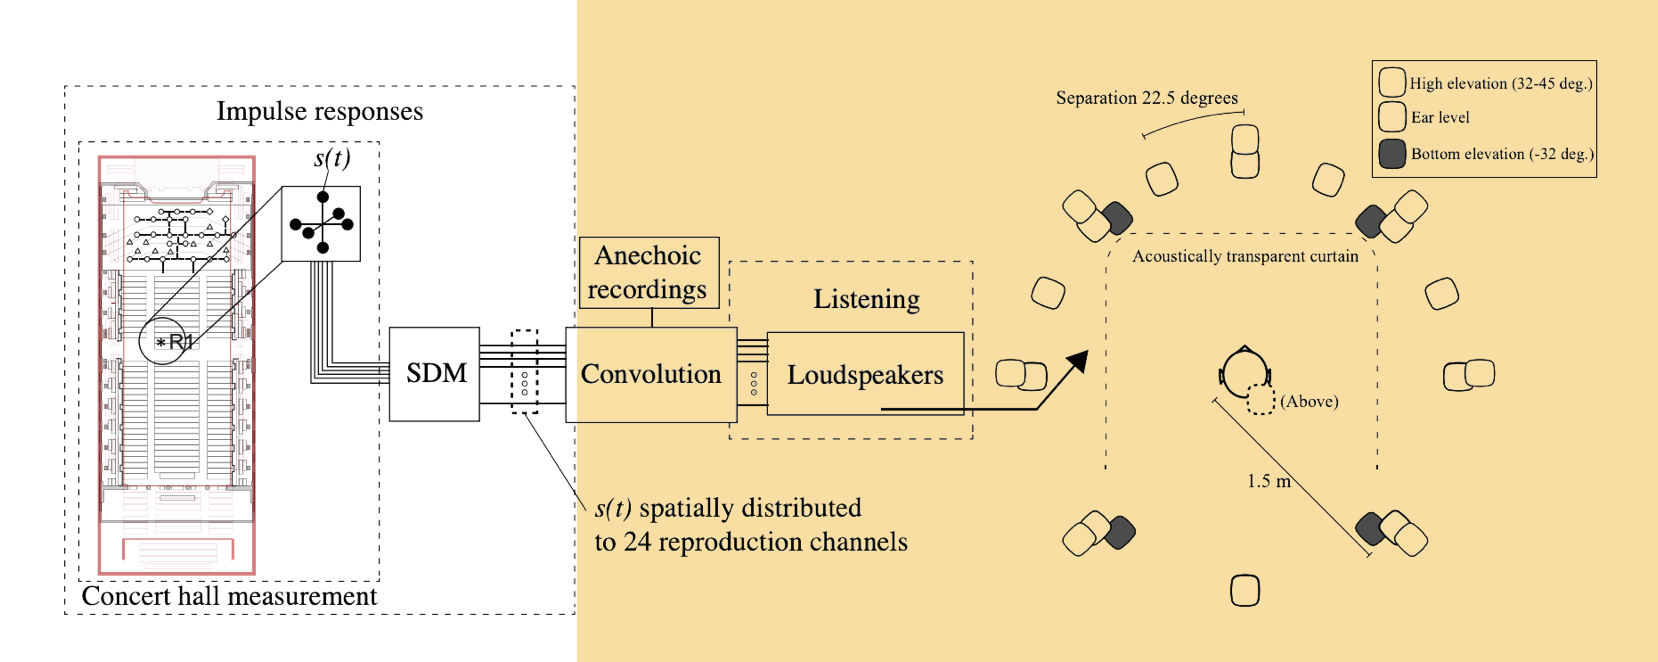 Impulse responses
s(t)
R1
Concert hall measurement
SDM
Anechoic
recordings
Convolution
Listening
Loudspeakers
s(t) spatially distributed
to 24 reproduction channels
Separation 22.5 degrees
High elevation (32-45 deg.)
Ear level
Bottom elevation (-32 deg.)
Acoustically transparent curtain
(Above)
1.5 m